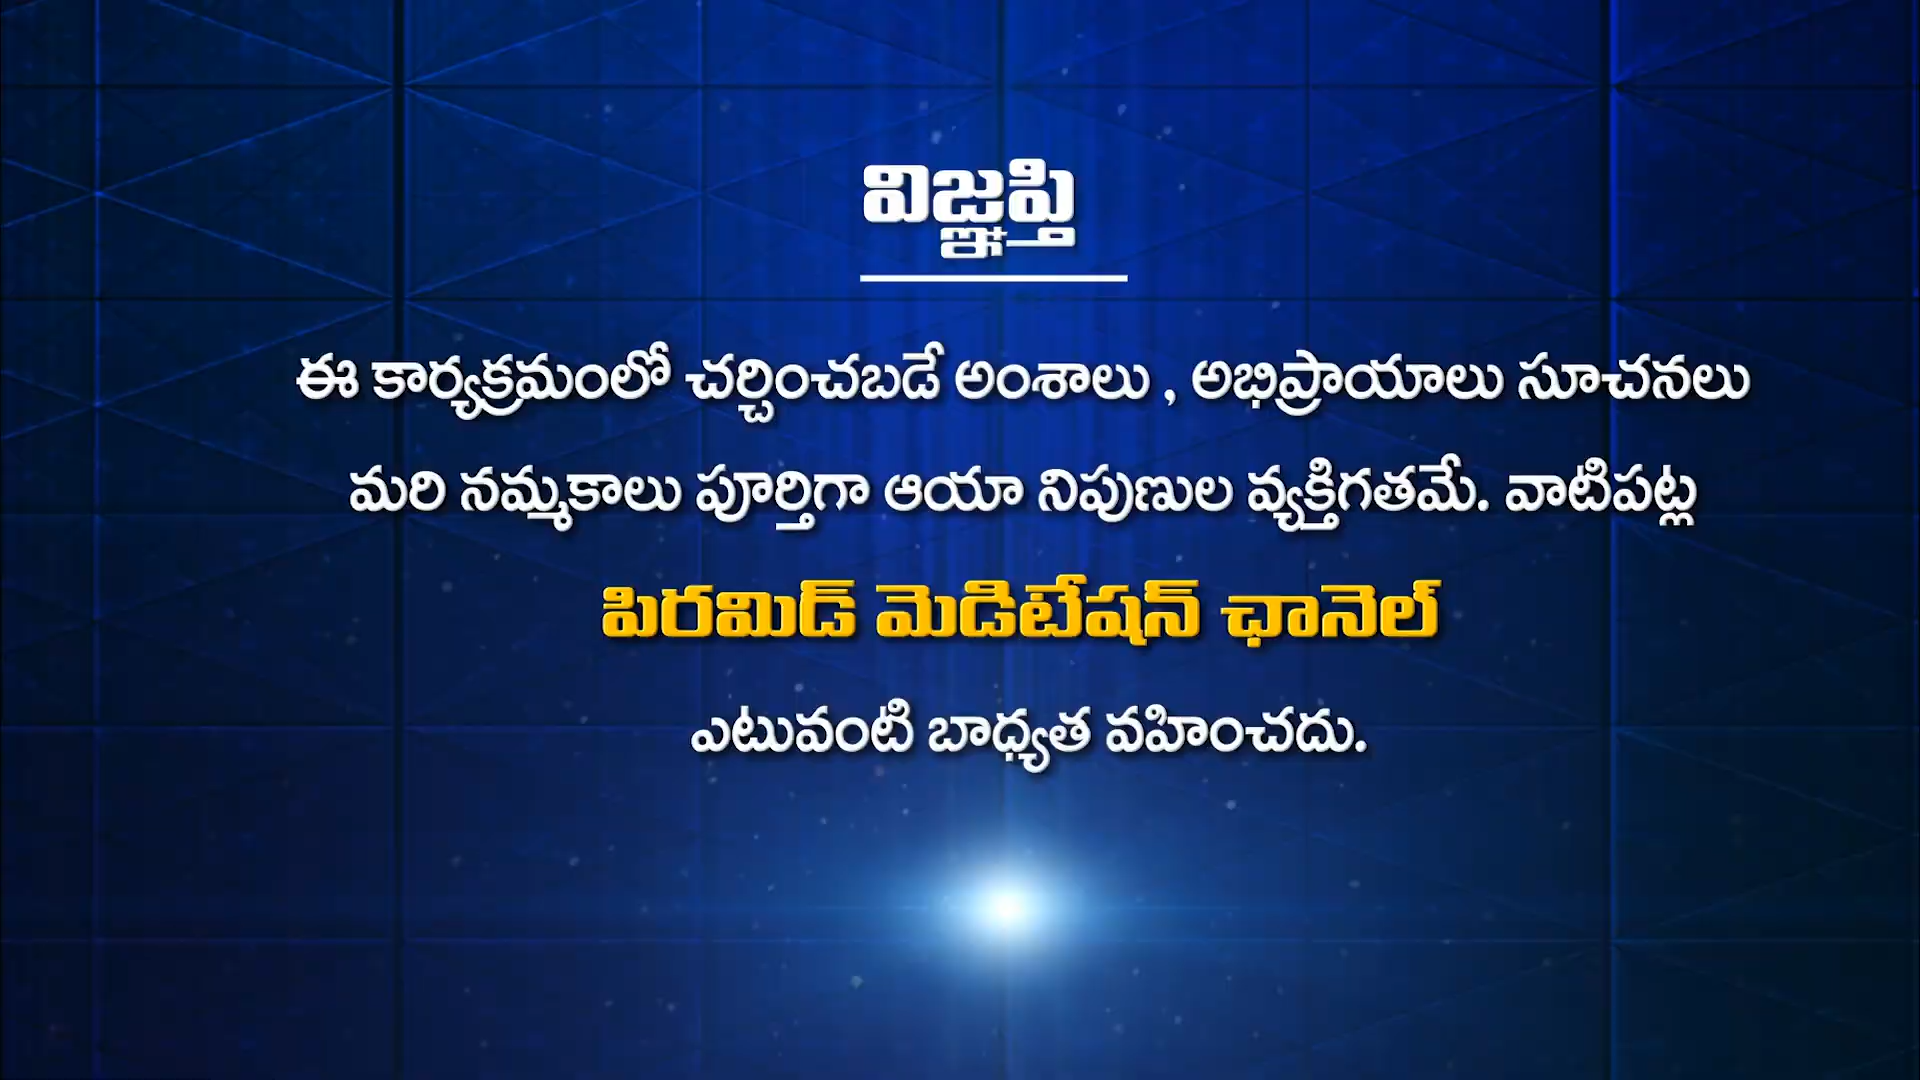 విజ్ఞప్తి
ఈ కార్యక్రమంలో చర్చించబడే అంశాలు , అభిప్రాయాలు సూచనలు
మరి నమ్మకాలు పూర్తిగా ఆయా నిపుణుల వ్యక్తిగతమే. వాటిపట్ల
పిరమిడ్ మెడిటేషన్ ఛానెల్
ఎటువంటి బాధ్యత వహించదు.